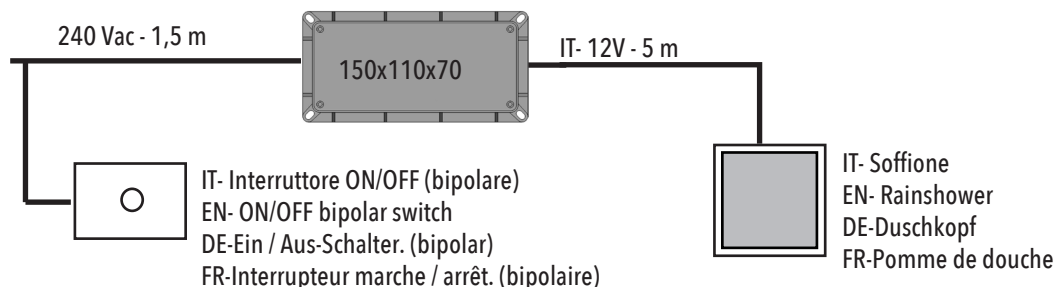 240 Vac - 1,5 m
150x110x70
IT- 12V - 5 m
IT- Interruttore ON/OFF (bipolare)
EN- ON/OFF bipolar switch
DE-Ein / Aus-Schalter. (bipolar)
FR-Interrupteur marche / arrêt. (bipolaire)
IT- Soffione
EN- Rainshower
DE-Duschkopf
FR-Pomme de douche